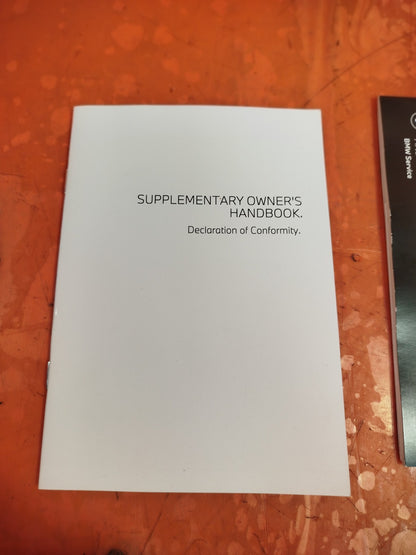 SUPPLEMENTARY OWNER'S
HANDBOOK.
Declaration of Conformity.
BMW Service